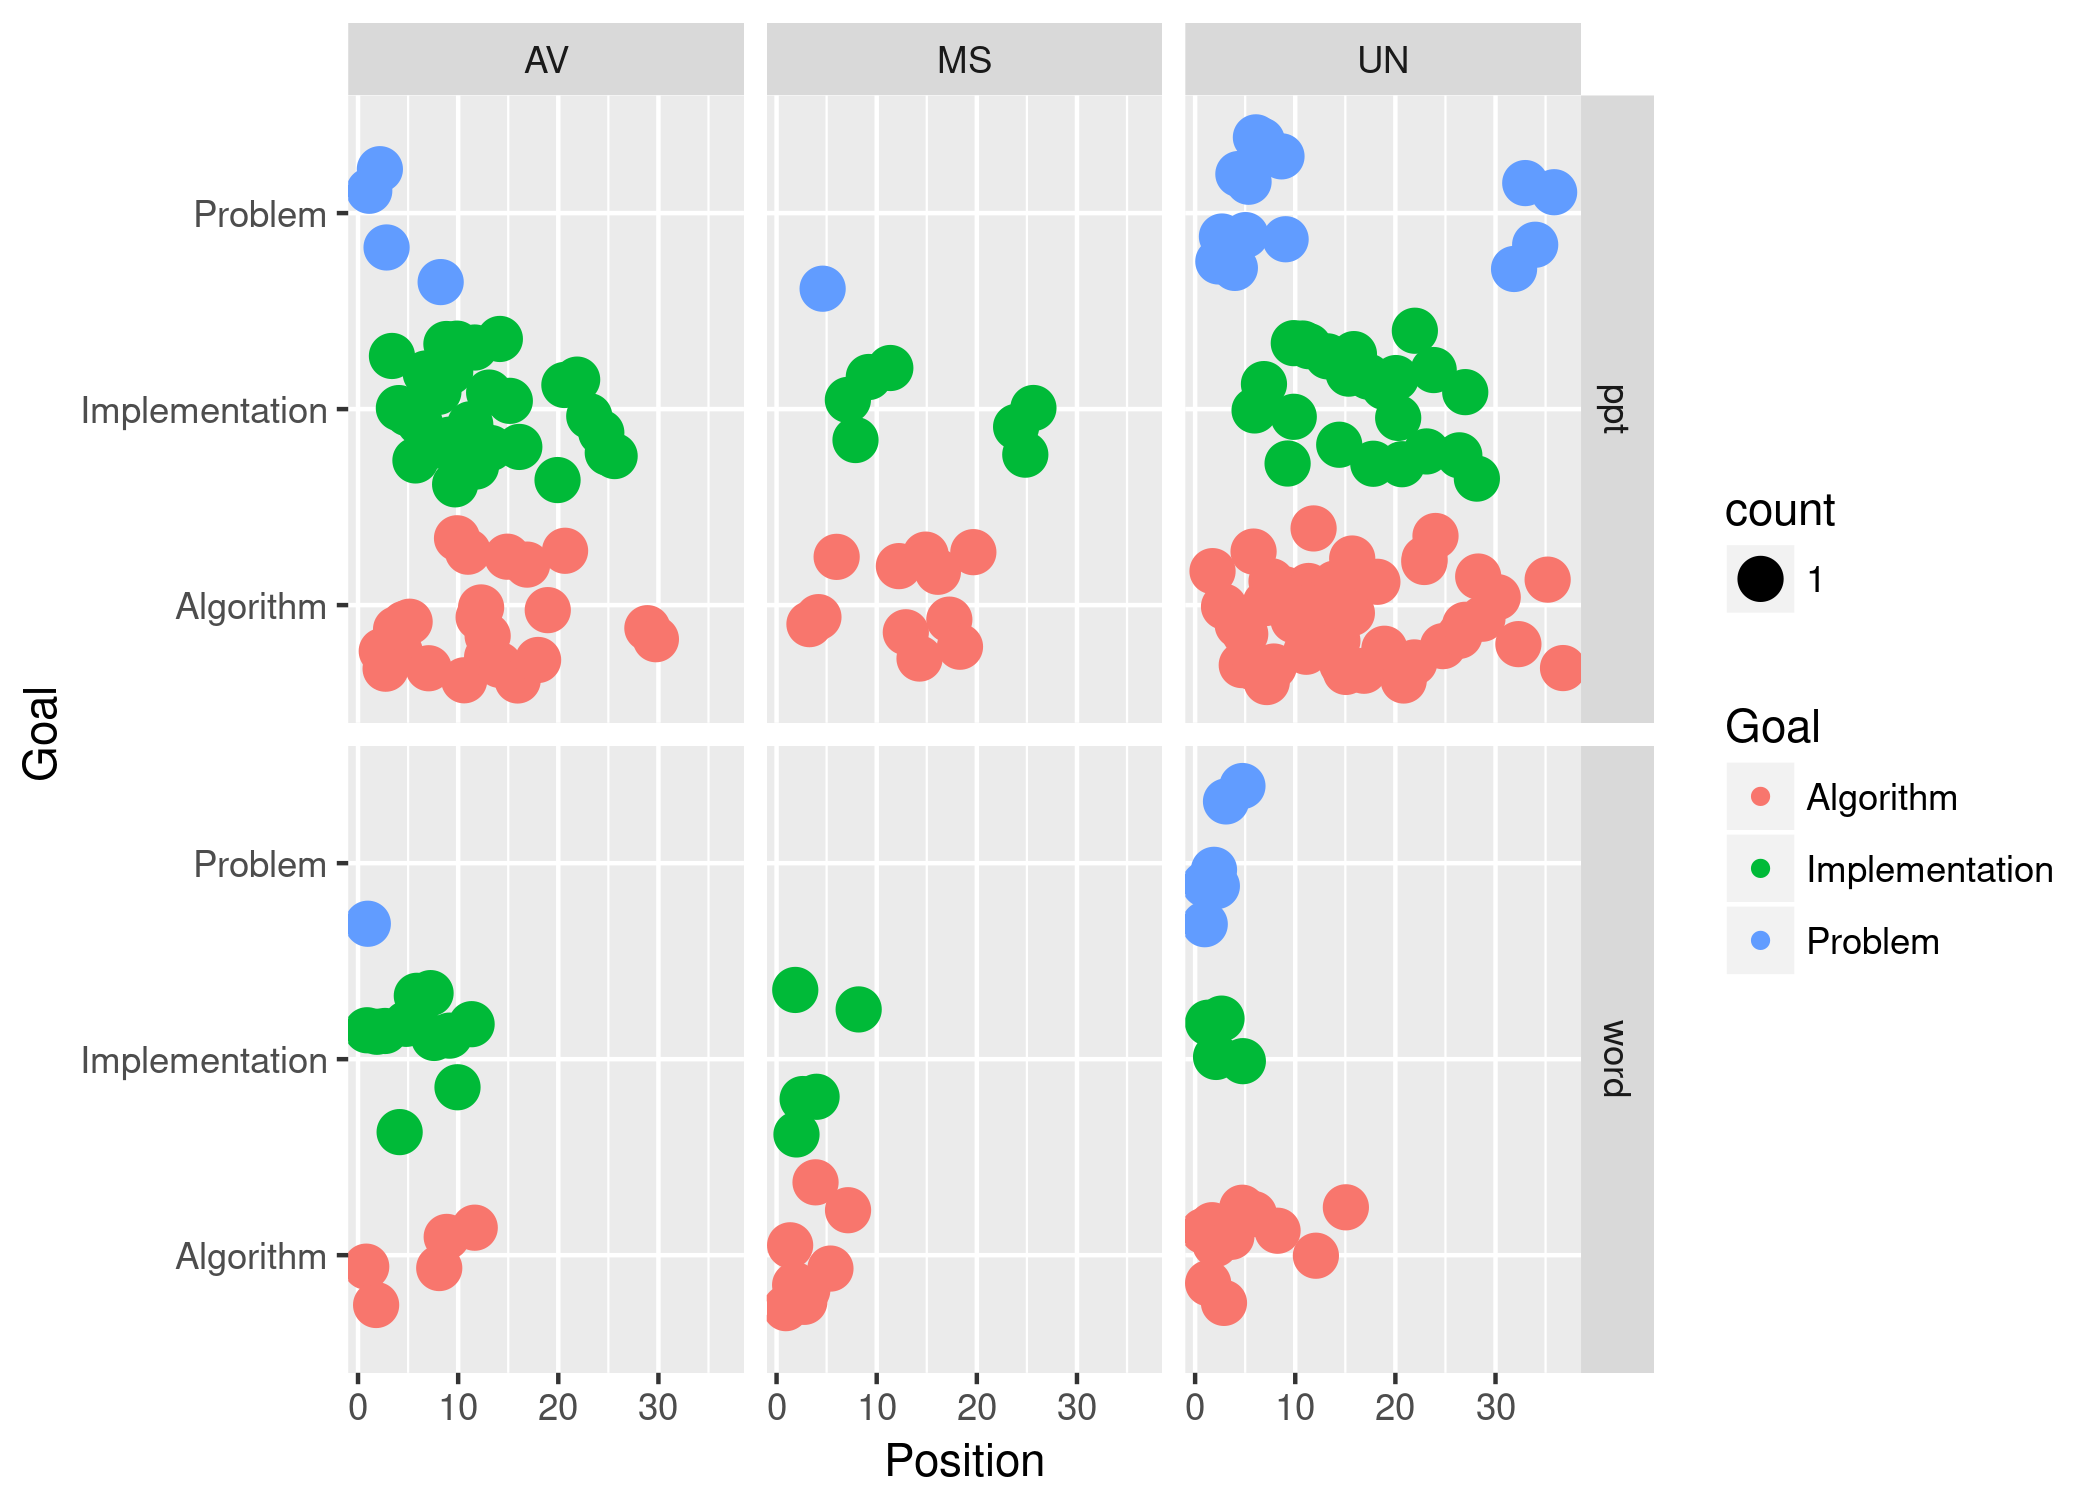 AV MS UN
Problem
Implementation
Algorithm
ppt
Problem
Implementation
Algorithm
word
0 10 20 30 0 10 20 30 0 10 20 30
Position
Goal
count
1
Goal
Algorithm
Implementation
Problem